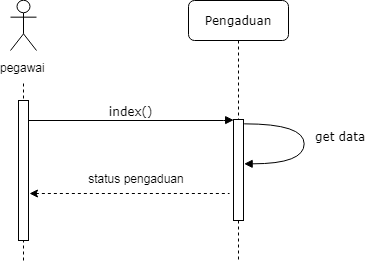 Pengaduan
pegawai
index()
get data
status pengaduan